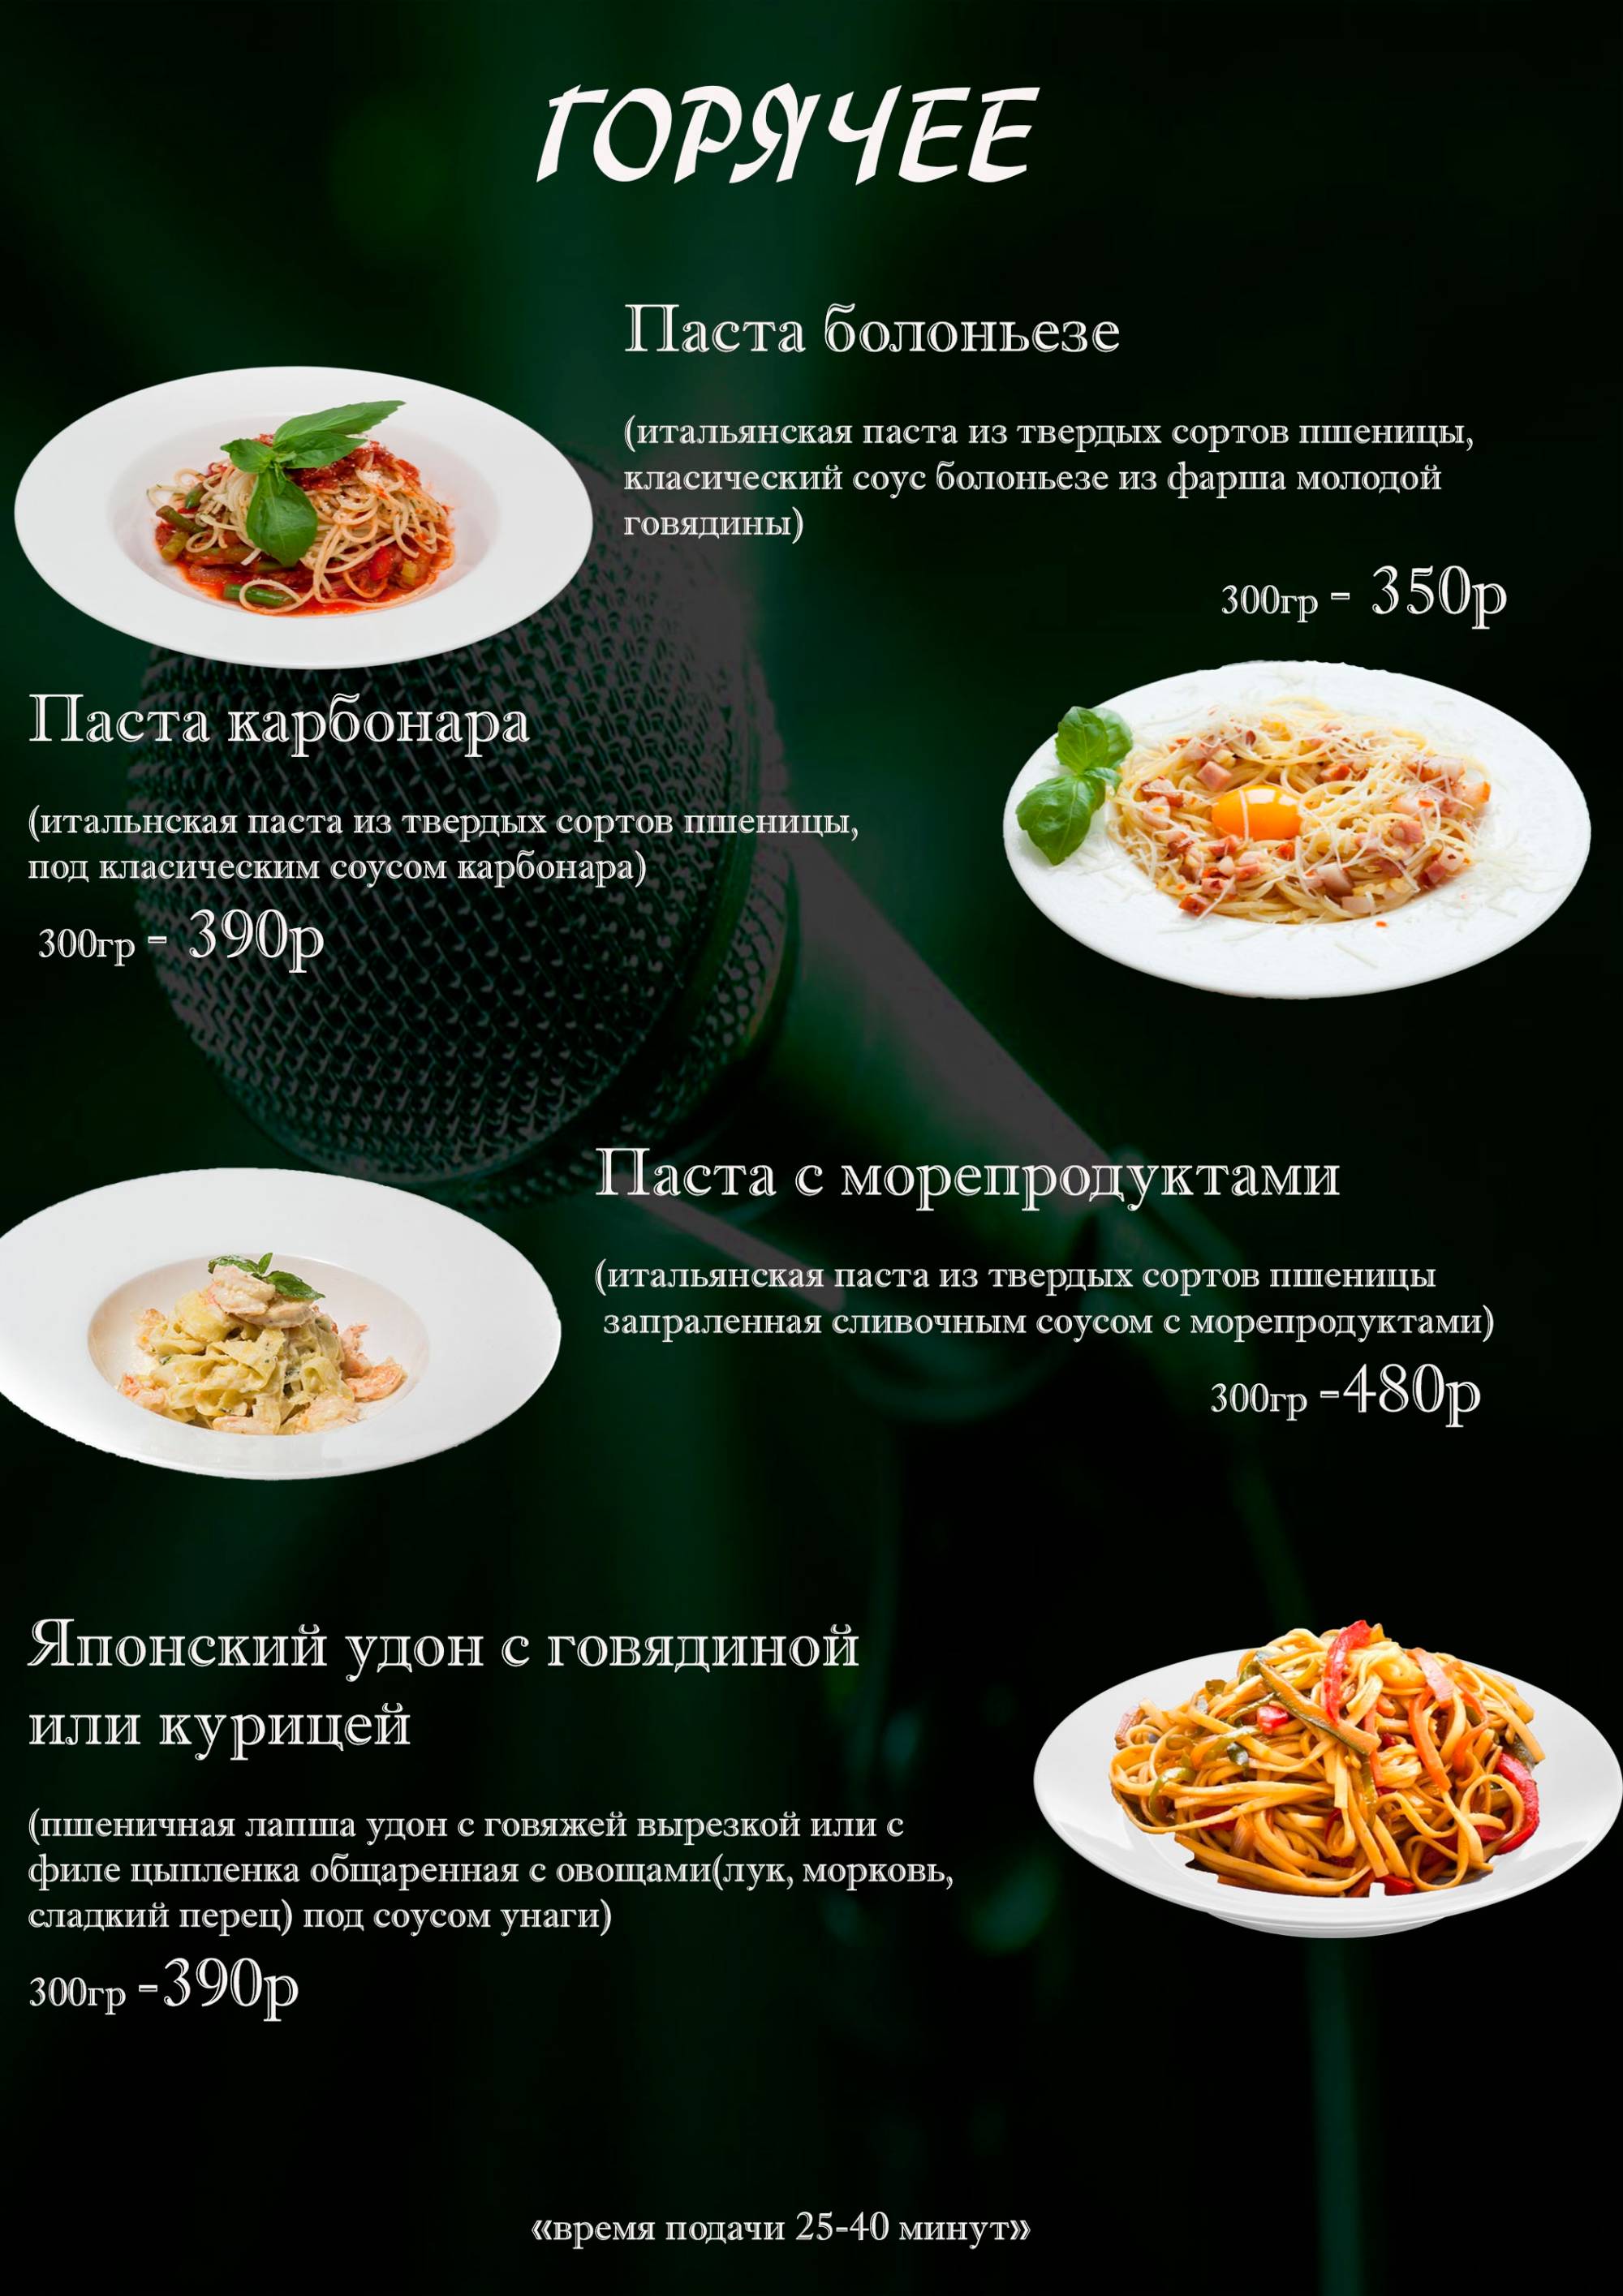 ГОРЯЧЕЕ
Паста болоньезе
(итальянская паста из твердых сортов пшеницы,
класический соус болоньезе из фарша молодой
говядины)
300гр - 350р
Паста карбонара
(итальнская паста из твердых сортов пшеницы,
под класическим соусом карбонара)
300гр - 390р
Паста с морепродуктами
(итальянская паста из твердых сортов пшеницы
запраленная сливочным соусом с морепродуктами)
300гр -480р
Японский удон с говядиной
или курицей
(пшеничная лапша удон с говяжей вырезкой или с
филе цыпленка общаренная с овощами(лук, морковь,
сладкий перец) под соусом унаги)
300гр -390р
«время подачи 25-40 минут»